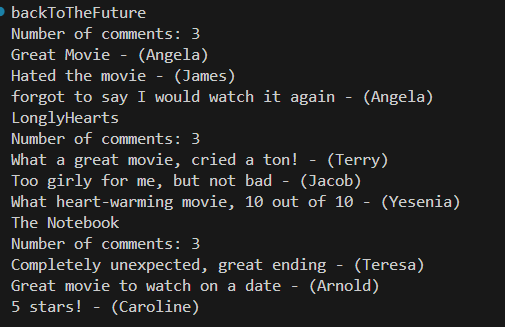 backToTheFuture
Number of comments: 3
Great Movie - (Angela)
Hated the movie - (James)
forgot to say I would watch it again - (Angela)
LonglyHearts
Number of comments: 3
What a great movie, cried a ton! - (Terry)
Too girly for me, but not bad - (Jacob)
What heart-warming movie, 10 out of 10 - (Yesenia)
The Notebook
Number of comments: 3
Completely unexpected, great ending - (Teresa)
Great movie to watch on a date - (Arnold)
5 stars! - (Caroline)